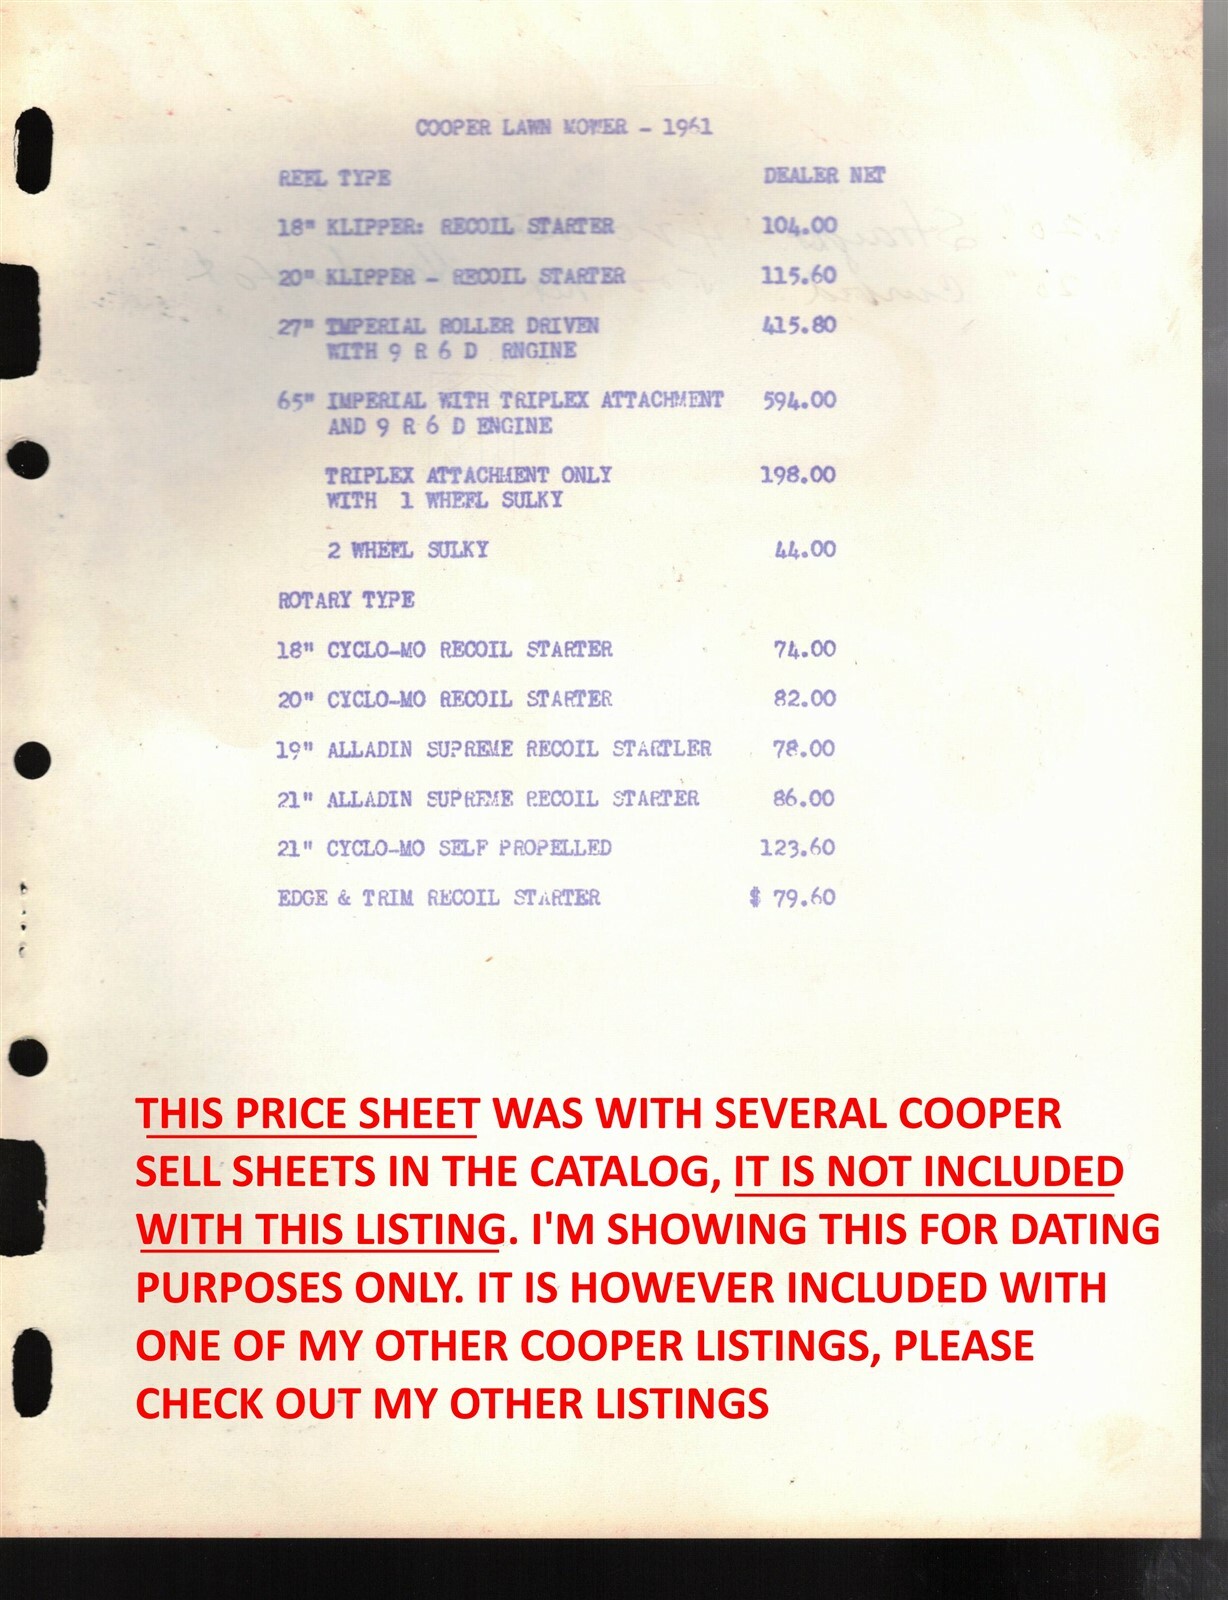 COOPER LAWN MOWER - 1961
REEL TYPE DEALER NET
18" KLIPPER: RECOIL STARTER 104.00
20" KLIPPER - RECOIL STARTER 115.60
27" IMPERIAL ROLLER DRIVEN 415.80
WITH 9 R 6 D RNGINE
65" IMPERIAL WITH TRIPLEX ATTACHMENT 594.00
AND 9 R 6 D ENGINE
TRIPLEX ATTACHMENT ONLY 198.00
WITH 1 WHEEL SULKY
2 WHEEL SULKY 44.00
ROTARY TYPE
18" CYCLO-MO RECOIL STARTER 74.00
20" CYCLO-MO RECOIL STARTER 82.00
19" ALLADIN SUPREME RECOIL STARTLER 78.00
21" ALLADIN SUPREME RECOIL STARTER 86.00
21" CYCLO-MO SELF PROPELLED 123.60
EDGE & TRIM RECOIL STARTER $ 79.60
THIS PRICE SHEET WAS WITH SEVERAL COOPER
SELL SHEETS IN THE CATALOG, IT IS NOT INCLUDED
WITH THIS LISTING. I'M SHOWING THIS FOR DATING
PURPOSES ONLY. IT IS HOWEVER INCLUDED WITH
ONE OF MY OTHER COOPER LISTINGS, PLEASE
CHECK OUT MY OTHER LISTINGS